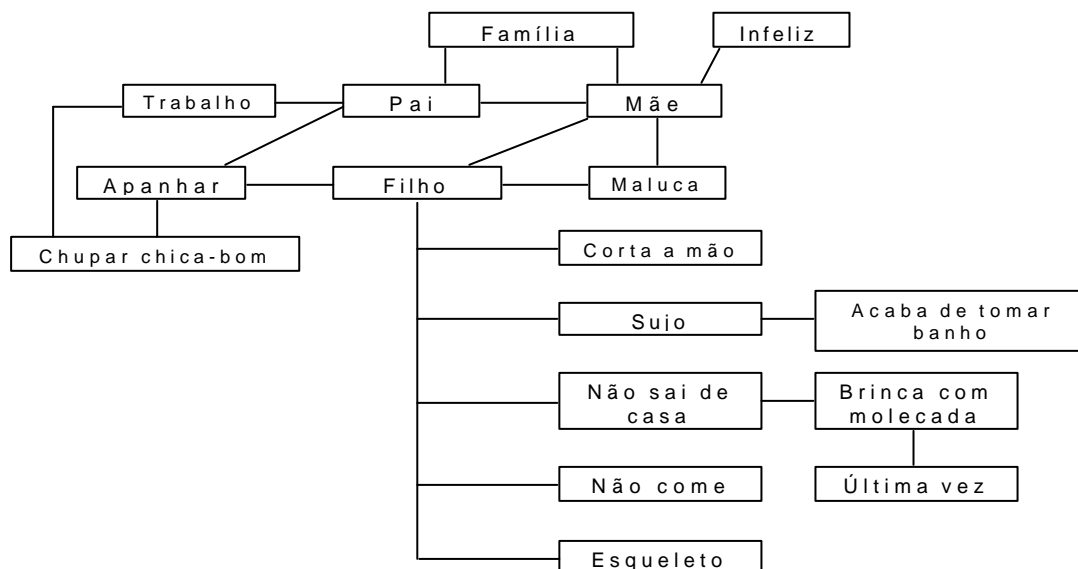 Família
Infeliz
Trabalho
Pai
Mãe
Apanhar
Filho
Maluca
Chupar chica-bom
Corta a mão
Sujo
Acaba de tomar
banho
Não sai de
casa
Brinca com
molecada
Não come
Última vez
Esqueleto